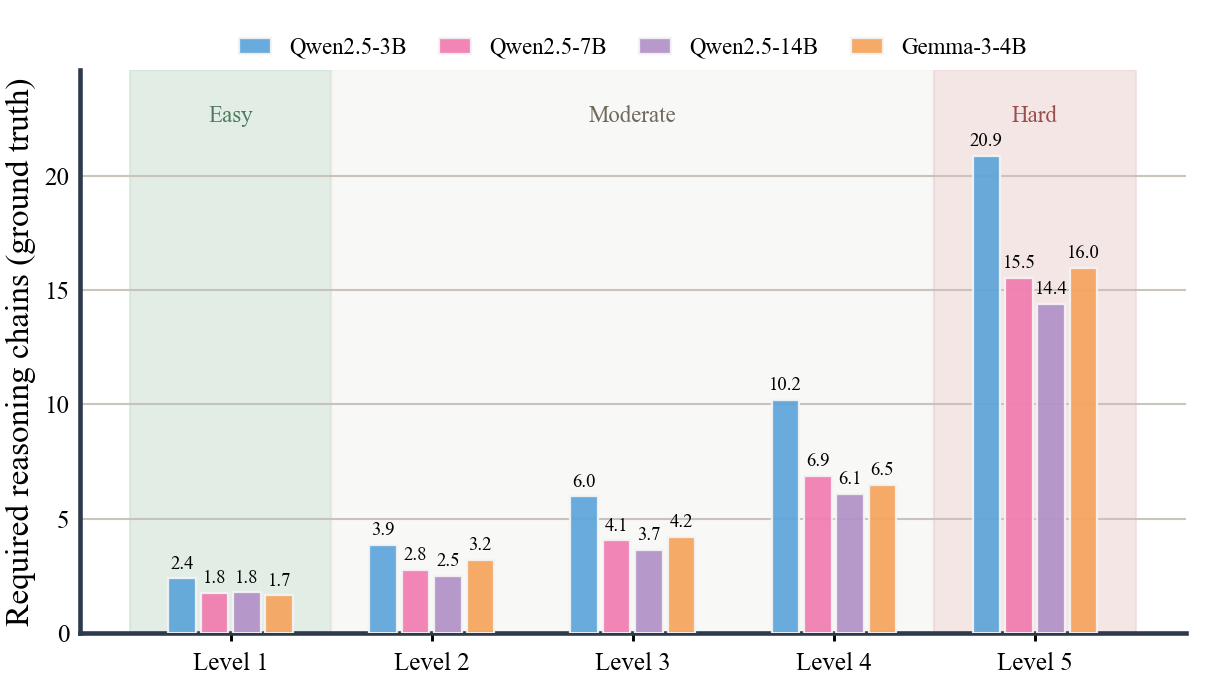 Qwen2.5-3B Qwen2.5-7B Qwen2.5-14B Gemma-3-4B
Required reasoning chains (ground truth)
Easy Moderate Hard
20
15
10
5
0
2.4 1.8 1.8 1.7
3.9 2.8 2.5 3.2
6.0 4.1 3.7 4.2
10.2 6.9 6.1 6.5
20.9 15.5 14.4 16.0
Level 1 Level 2 Level 3 Level 4 Level 5